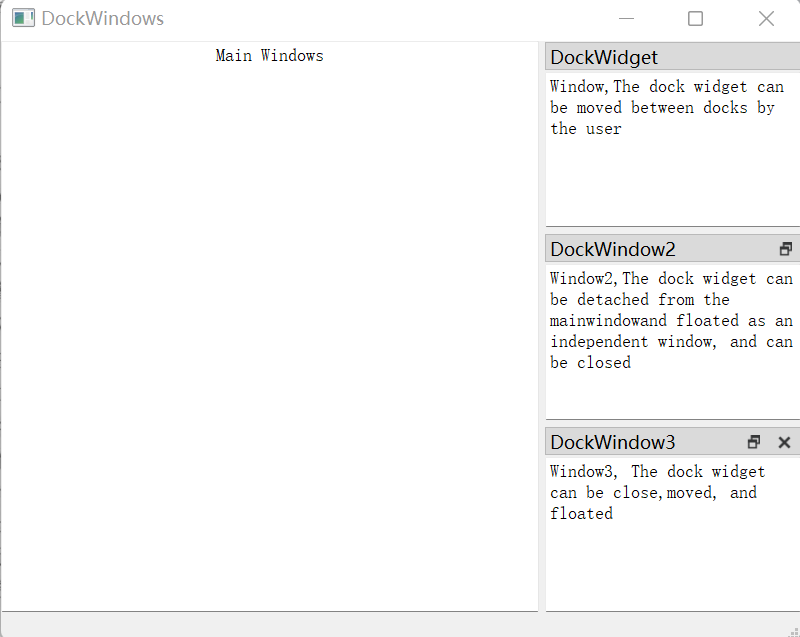 DockWindows
Main Windows
DockWidget
Window,The dock widget can
be moved between docks by
the user
DockWindow2
Window2,The dock widget can
be detached from the
mainwindowand floated as an
independent window, and can
be closed
DockWindow3
Window3, The dock widget
can be close,moved, and
floated